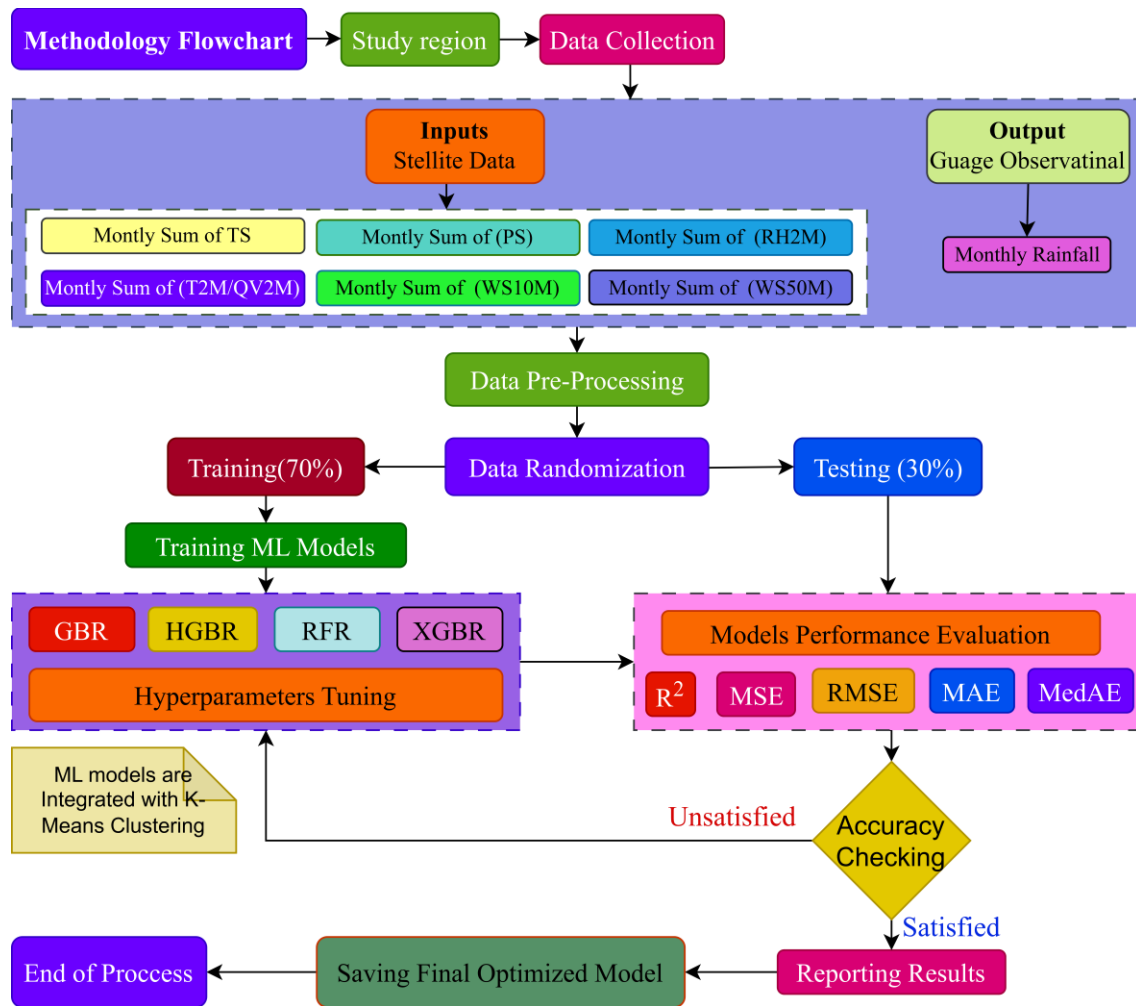 Methodology Flowchart
Study region
Data Collection
Inputs
Stellite Data
Output
Guage Observatinal
Montly Sum of TS
Montly Sum of (PS)
Montly Sum of (RH2M)
Monthly Rainfall
Montly Sum of (T2M/QV2M)
Montly Sum of (WS10M)
Montly Sum of (WS50M)
Data Pre-Processing
Training(70%)
Data Randomization
Testing (30%)
Training ML Models
GBR
HGBR
RFR
XGBR
Hyperparameters Tuning
Models Performance Evaluation
R²
MSE
RMSE
MAE
MedAE
ML models are
Integrated with K-
Means Clustering
Unsatisfied
Accuracy
Checking
Satisfied
End of Proccess
Saving Final Optimized Model
Reporting Results